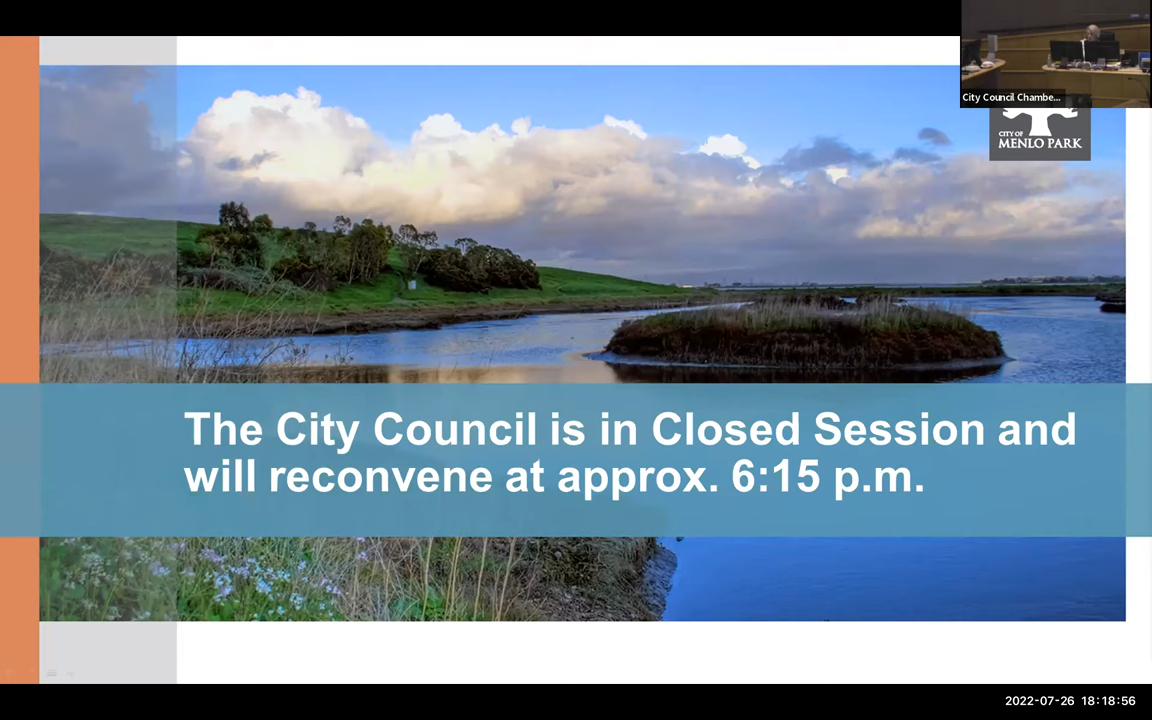 City Council Chambe...
CITY OF
MENLO PARK
The City Council is in Closed Session and
will reconvene at approx. 6:15 p.m.
2022-07-26 18:18:56